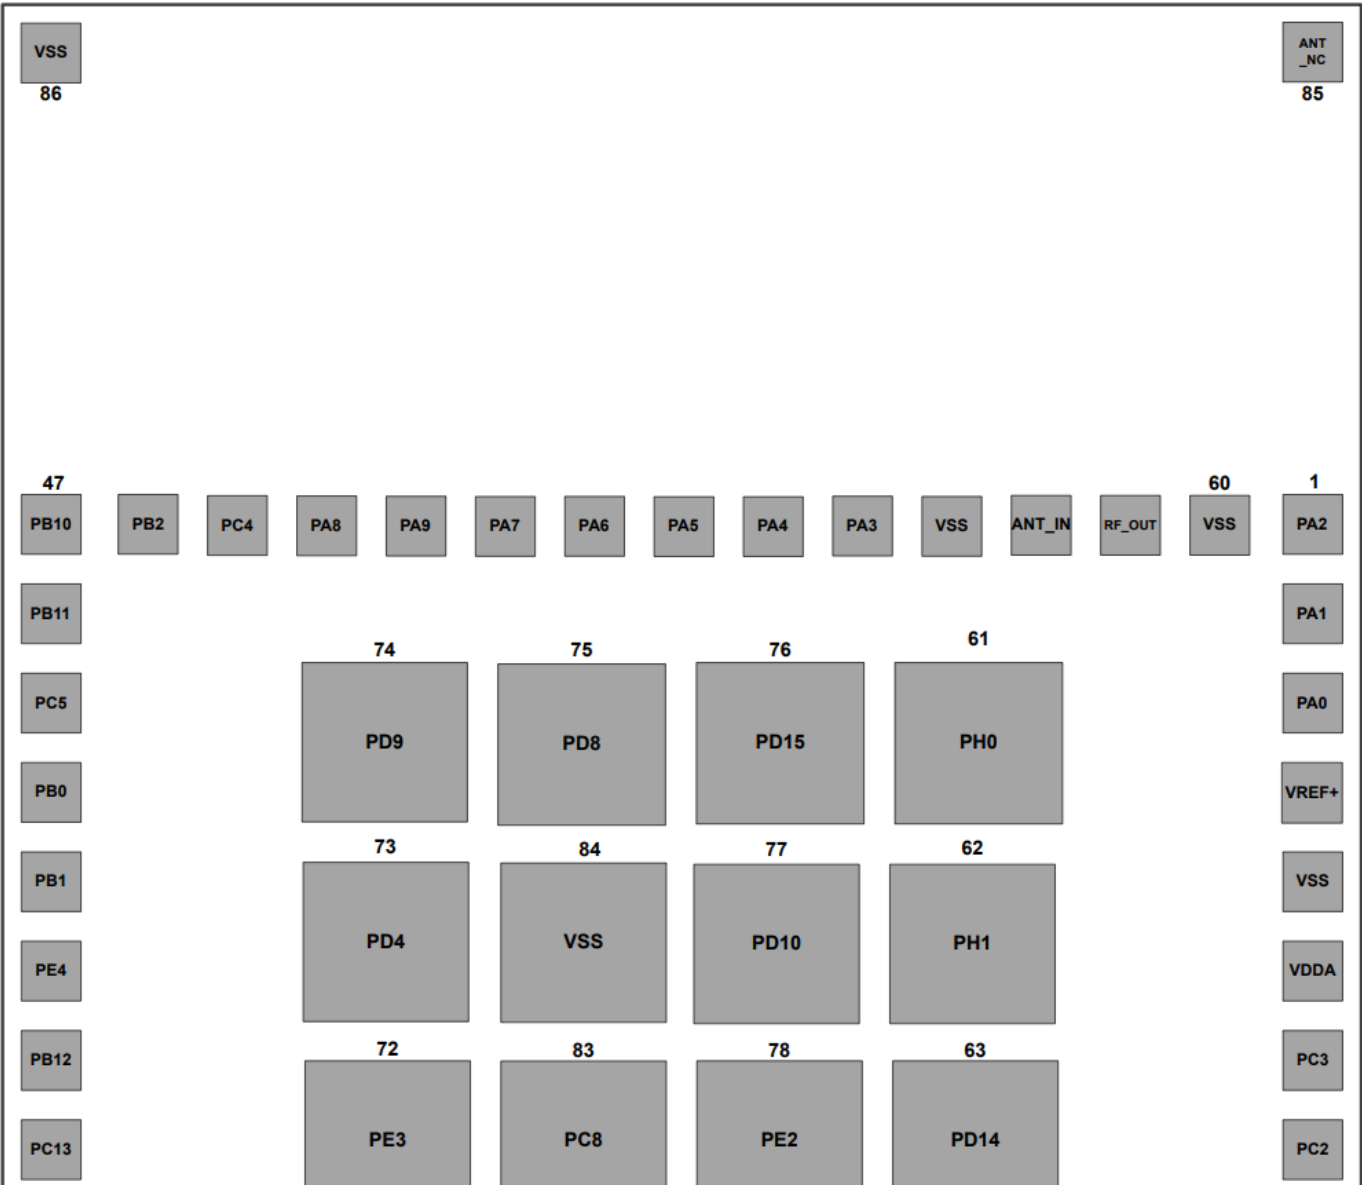 VSS
ANT
_NC
86
85
47
60
1
PB10
PB2
PC4
PA8
PA9
PA7
PA6
PA5
PA4
PA3
VSS
ANT_IN
RF_OUT
VSS
PA2
PB11
PA1
74
75
76
61
PC5
PA0
PD9
PD8
PD15
PH0
PB0
VREF+
73
84
77
62
PB1
VSS
PD4
VSS
PD10
PH1
PE4
VDDA
72
83
78
63
PB12
PC3
PE3
PC8
PE2
PD14
PC13
PC2